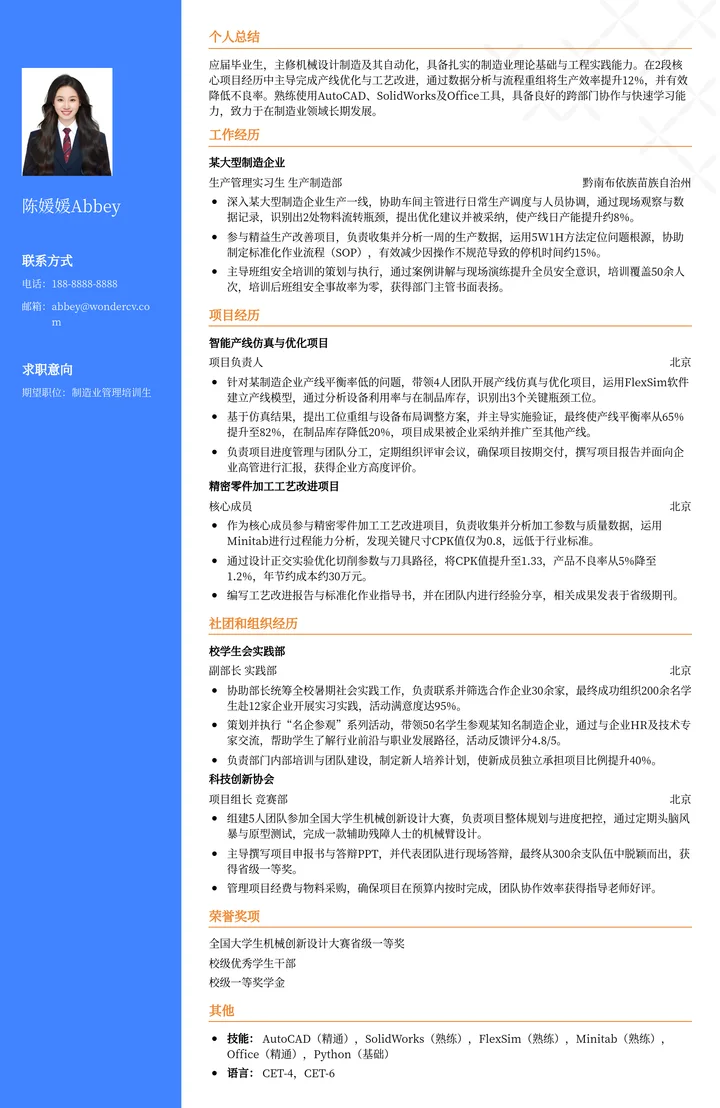 陈媛媛Abbey
联系方式
电话：188-8888-8888
邮箱：abbey@wondercv.co
m
求职意向
期望职位：制造业管理培训生
个人总结
应届毕业生，主修机械设计制造及其自动化，具备扎实的制造业理论基础与工程实践能力。在2段核
心项目经历中主导完成产线优化与工艺改进，通过数据分析与流程重组将生产效率提升12%，并有效
降低不良率。熟练使用AutoCAD、SolidWorks及Office工具，具备良好的跨部门协作与快速学习能
力，致力于在制造业领域长期发展。
工作经历
某大型制造企业
生产管理实习生 生产制造部 黔南布依族苗族自治州
• 深入某大型制造企业生产一线，协助车间主管进行日常生产调度与人员协调，通过现场观察与数
据记录，识别出2处物料流转瓶颈，提出优化建议并被采纳，使产线日产能提升约8%。
• 参与精益生产改善项目，负责收集并分析一周的生产数据，运用5W1H方法定位问题根源，协助
制定标准化作业流程（SOP），有效减少因操作不规范导致的停机时间约15%。
• 主导班组安全培训的策划与执行，通过案例讲解与现场演练提升全员安全意识，培训覆盖50余人
次，培训后班组安全事故率为零，获得部门主管书面表扬。
项目经历
智能产线仿真与优化项目
项目负责人 北京
• 针对某制造企业产线平衡率低的问题，带领4人团队开展产线仿真与优化项目，运用FlexSim软件
建立产线模型，通过分析设备利用率与在制品库存，识别出3个关键瓶颈工位。
• 基于仿真结果，提出工位重组与设备布局调整方案，并主导实施验证，最终使产线平衡率从65%
提升至82%，在制品库存降低20%，项目成果被企业采纳并推广至其他产线。
• 负责项目进度管理与团队分工，定期组织评审会议，确保项目按期交付，撰写项目报告并面向企
业高管进行汇报，获得企业方高度评价。
精密零件加工工艺改进项目
核心成员 北京
• 作为核心成员参与精密零件加工工艺改进项目，负责收集并分析加工参数与质量数据，运用
Minitab进行过程能力分析，发现关键尺寸CPK值仅为0.8，远低于行业标准。
• 通过设计正交实验优化切削参数与刀具路径，将CPK值提升至1.33，产品不良率从5%降至
1.2%，年节约成本约30万元。
• 编写工艺改进报告与标准化作业指导书，并在团队内进行经验分享，相关成果发表于省级期刊。
社团和组织经历
校学生会实践部
副部长 实践部 北京
• 协助部长统筹全校暑期社会实践工作，负责联系并筛选合作企业30余家，最终成功组织200余名学
生赴12家企业开展实习实践，活动满意度达95%。
• 策划并执行“名企参观”系列活动，带领50名学生参观某知名制造企业，通过与企业HR及技术专
家交流，帮助学生了解行业前沿与职业发展路径，活动反馈评分4.8/5。
• 负责部门内部培训与团队建设，制定新人培养计划，使新成员独立承担项目比例提升40%。
科技创新协会
项目组长 竞赛部 北京
• 组建5人团队参加全国大学生机械创新设计大赛，负责项目整体规划与进度把控，通过定期头脑风
暴与原型测试，完成一款辅助残障人士的机械臂设计。
• 主导撰写项目申报书与答辩PPT，并代表团队进行现场答辩，最终从300余支队伍中脱颖而出，获
得省级一等奖。
• 管理项目经费与物料采购，确保项目在预算内按时完成，团队协作效率获得指导老师好评。
荣誉奖项
全国大学生机械创新设计大赛省级一等奖
校级优秀学生干部
校级一等奖学金
其他
• 技能： AutoCAD（精通），SolidWorks（熟练），FlexSim（熟练），Minitab（熟练），
Office（精通），Python（基础）
• 语言： CET-4，CET-6